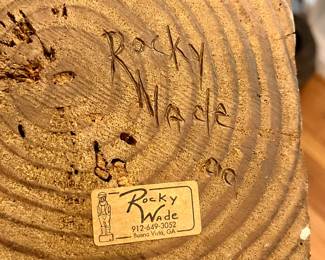 Rocky
Wade
Rocky
Wade
912-649-3052
Buena Vista, GA